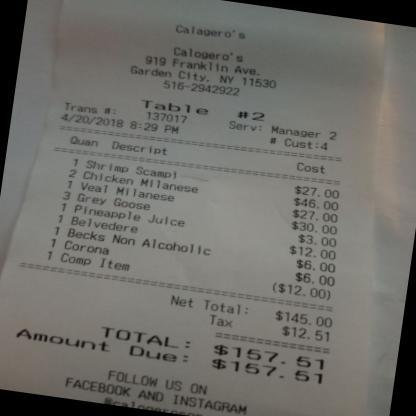 Calagero's
Calogero's
919 Franklin Ave.
Garden City, NY 11530
516-2942922
Table #2
Trans #: 137017 Serv: Manager 2
4/20/2018 8:29 PM # Cust:4
Quan Descript Cost
1 Shrimp Scampi $27.00
2 Chicken Milanese $46.00
1 Veal Milanese $27.00
3 Grey Goose $30.00
1 Pineapple Juice $3.00
1 Belvedere $12.00
1 Becks Non Alcoholic $6.00
1 Corona $6.00
1 Comp Item ($12.00)
Net Total: $145.00
Tax $12.51
TOTAL: $157.51
Amount Due: $157.51
FOLLOW US ON
FACEBOOK AND INSTAGRAM